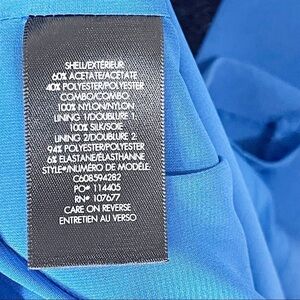 SHELL/EXTÉRIEUR:
60% ACETATE/ACETATE
40% POLYESTER/POLYESTER
COMBO/COMBO:
100% NYLON/NYLON
LINING 1/DOUBLURE 1:
100% SILK/SOIE
LINING 2/DOUBLURE 2:
94% POLYESTER/POLYESTER
6% ELASTANE/ÉLASTHANNE
STYLE#/NUMÉRO DE MODÈLE:
C608S94282
PO# 114405
RN# 107677
CARE ON REVERSE
ENTRETIEN AU VERSO